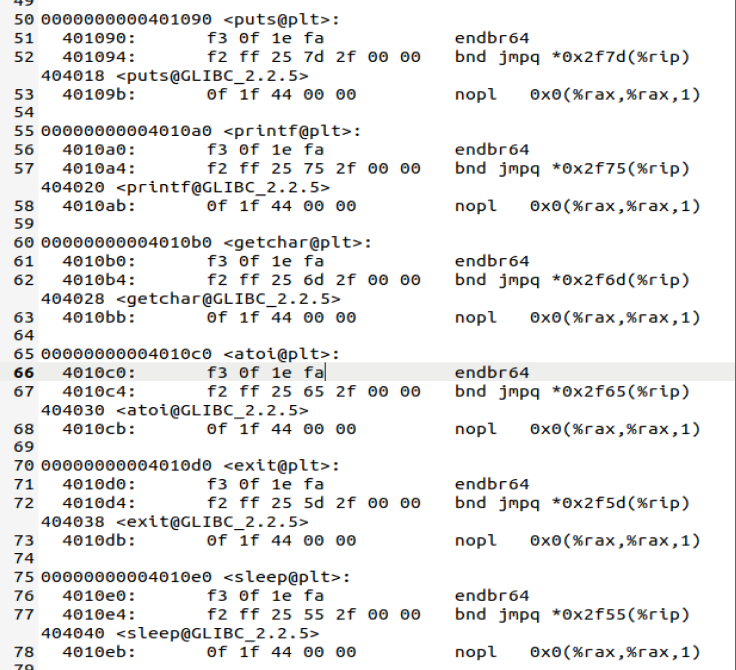 49
50 0000000000401090 <puts@plt>:
51   401090:       f3 0f 1e fa             endbr64
52   401094:       f2 ff 25 7d 2f 00 00    bnd jmpq *0x2f7d(%rip)
404018 <puts@GLIBC_2.2.5>
53   40109b:       0f 1f 44 00 00          nopl   0x0(%rax,%rax,1)
54
55 00000000004010a0 <printf@plt>:
56   4010a0:       f3 0f 1e fa             endbr64
57   4010a4:       f2 ff 25 75 2f 00 00    bnd jmpq *0x2f75(%rip)
404020 <printf@GLIBC_2.2.5>
58   4010ab:       0f 1f 44 00 00          nopl   0x0(%rax,%rax,1)
59
60 00000000004010b0 <getchar@plt>:
61   4010b0:       f3 0f 1e fa             endbr64
62   4010b4:       f2 ff 25 6d 2f 00 00    bnd jmpq *0x2f6d(%rip)
404028 <getchar@GLIBC_2.2.5>
63   4010bb:       0f 1f 44 00 00          nopl   0x0(%rax,%rax,1)
64
65 00000000004010c0 <atoi@plt>:
66   4010c0:       f3 0f 1e fa             endbr64
67   4010c4:       f2 ff 25 65 2f 00 00    bnd jmpq *0x2f65(%rip)
404030 <atoi@GLIBC_2.2.5>
68   4010cb:       0f 1f 44 00 00          nopl   0x0(%rax,%rax,1)
69
70 00000000004010d0 <exit@plt>:
71   4010d0:       f3 0f 1e fa             endbr64
72   4010d4:       f2 ff 25 5d 2f 00 00    bnd jmpq *0x2f5d(%rip)
404038 <exit@GLIBC_2.2.5>
73   4010db:       0f 1f 44 00 00          nopl   0x0(%rax,%rax,1)
74
75 00000000004010e0 <sleep@plt>:
76   4010e0:       f3 0f 1e fa             endbr64
77   4010e4:       f2 ff 25 55 2f 00 00    bnd jmpq *0x2f55(%rip)
404040 <sleep@GLIBC_2.2.5>
78   4010eb:       0f 1f 44 00 00          nopl   0x0(%rax,%rax,1)
79